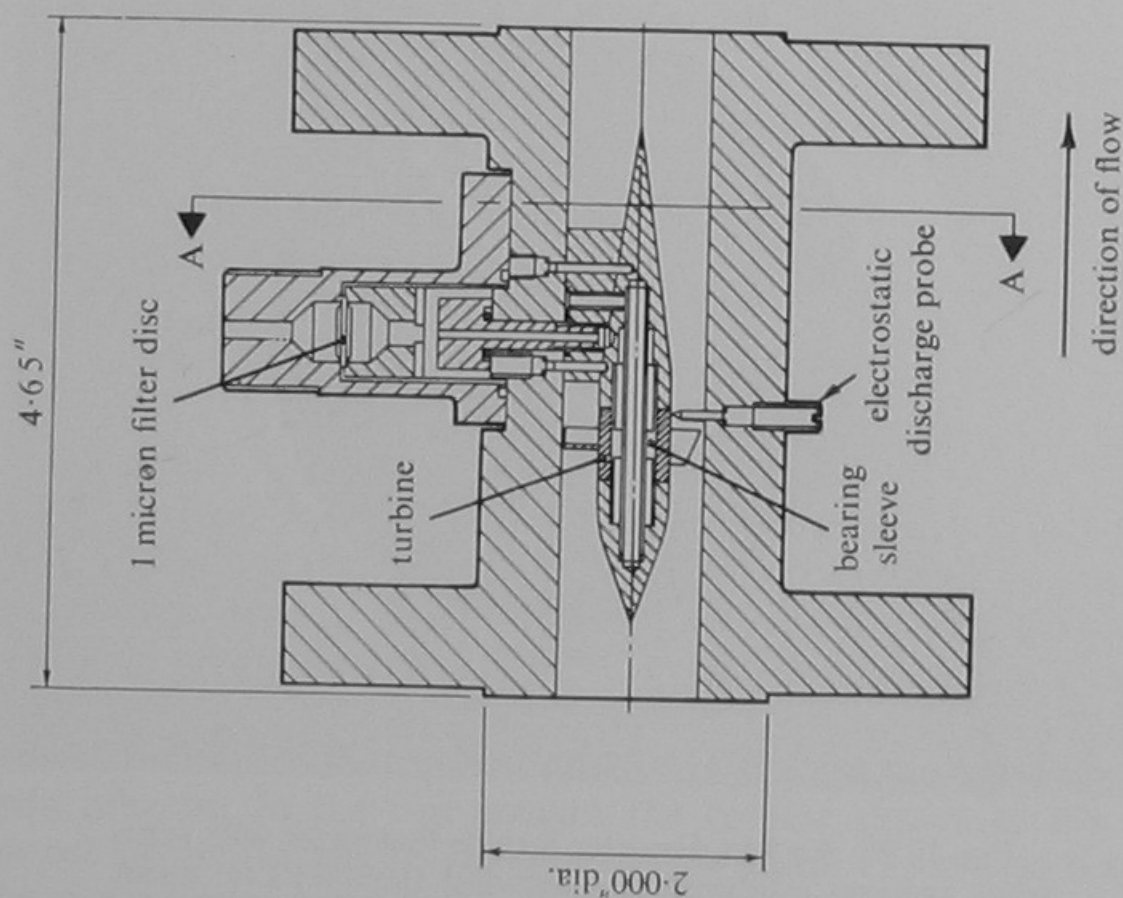 4·65"
1 micron filter disc
turbine
A
A
bearing
sleeve
electrostatic
discharge probe
direction of flow
2·000" dia.